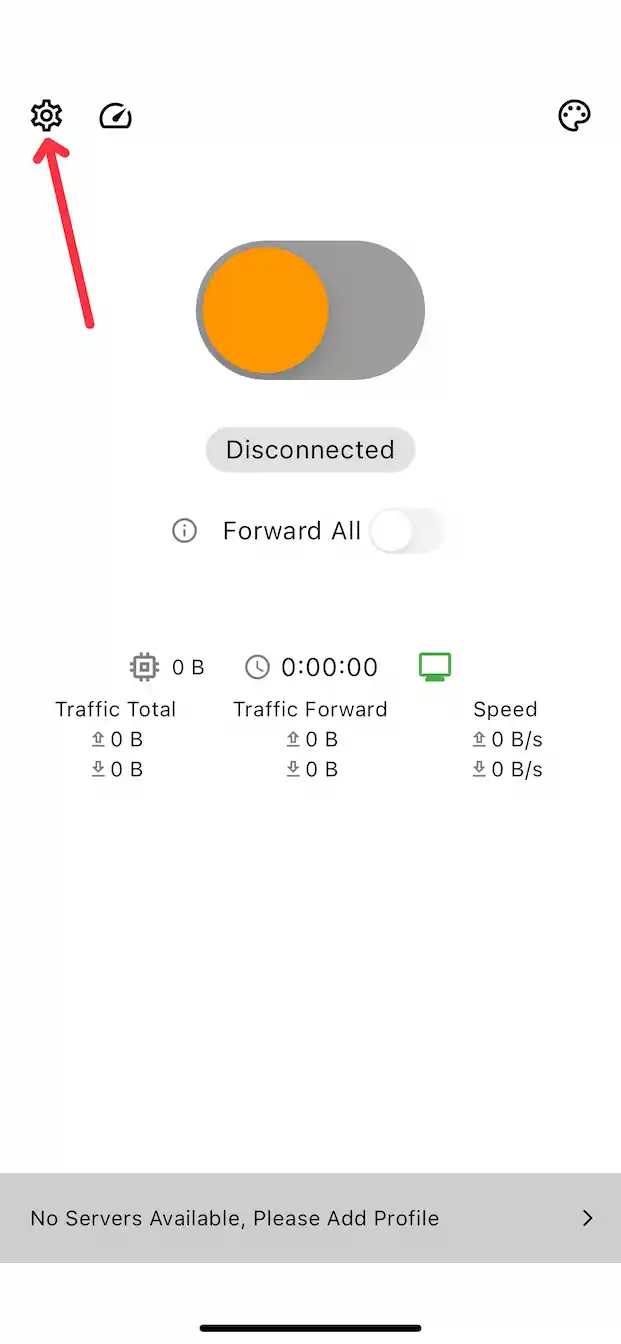 Disconnected
Forward All
0 B 0:00:00
Traffic Total Traffic Forward Speed
0 B 0 B 0 B/s
0 B 0 B 0 B/s
No Servers Available, Please Add Profile